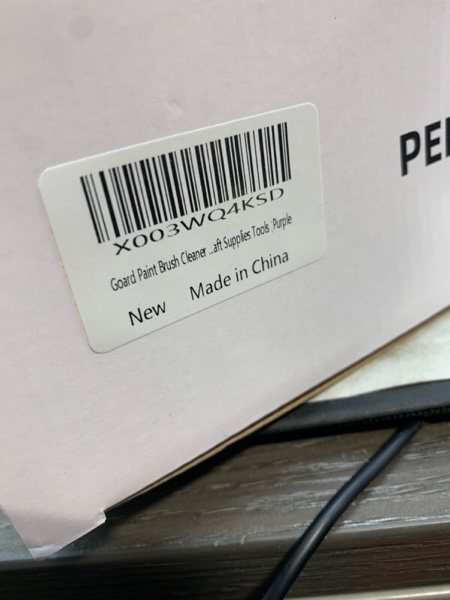 X003WQ4KSD
Goard Paint Brush Cleaner ...aft Supplies Tools Purple
New Made in China
PE